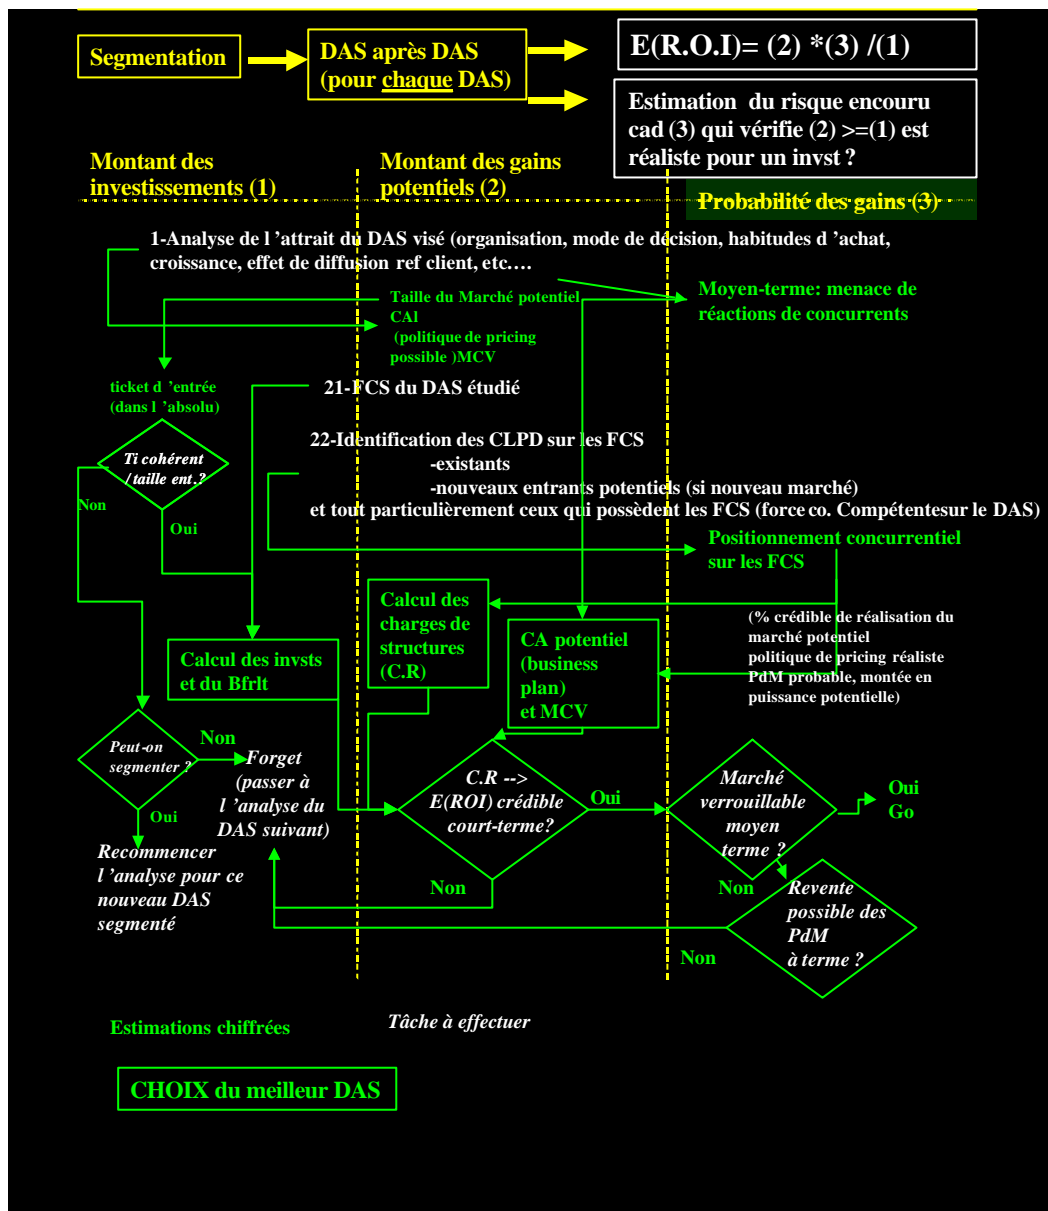 Segmentation
DAS après DAS
(pour chaque DAS)
E(R.O.I)= (2) *(3) /(1)
Estimation du risque encouru
cad (3) qui vérifie (2) >=(1) est
réaliste pour un invst ?
Montant des
investissements (1)
Montant des gains
potentiels (2)
Probabilité des gains (3)
1-Analyse de l ’attrait du DAS visé (organisation, mode de décision, habitudes d ’achat,
croissance, effet de diffusion ref client, etc….
Taille du Marché potentiel
CAl
(politique de pricing
possible )MCV
Moyen-terme: menace de
réactions de concurrents
ticket d ’entrée
(dans l ’absolu)
21-FCS du DAS étudié
Ti cohérent
/ taille ent.?
Non
Oui
22-Identification des CLPD sur les FCS
-existants
-nouveaux entrants potentiels (si nouveau marché)
et tout particulièrement ceux qui possèdent les FCS (force co. Compétentesur le DAS)
Positionnement concurrentiel
sur les FCS
Calcul des
charges de
structures
(C.R)
(% crédible de réalisation du
marché potentiel
politique de pricing réaliste
PdM probable, montée en
puissance potentielle)
CA potentiel
(business
plan)
et MCV
Calcul des invsts
et du Bfrlt
Peut-on
segmenter ?
Non
Oui
Forget
(passer à
l ’analyse du
DAS suivant)
Recommencer
l ’analyse pour ce
nouveau DAS
segmenté
C.R -->
E(ROI) crédible
court-terme?
Oui
Non
Marché
verrouillable
moyen
terme ?
Oui
Go
Non
Revente
possible des
PdM
à terme ?
Non
Estimations chiffrées
Tâche à effectuer
CHOIX du meilleur DAS